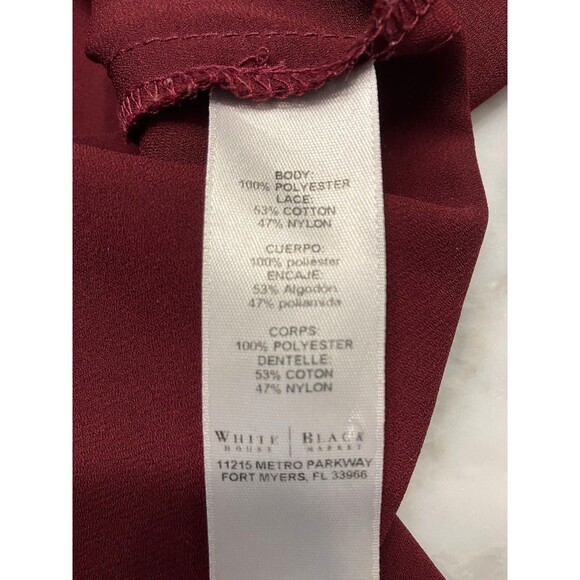 BODY:
100% POLYESTER
LACE:
53% COTTON
47% NYLON
CUERPO:
100% poliéster
ENCAJE:
53% Algodón
47% poliamida
CORPS:
100% POLYESTER
DENTELLE:
53% COTON
47% NYLON
WHITE | BLACK
HOUSE MARKET
11215 METRO PARKWAY
FORT MYERS, FL 33966